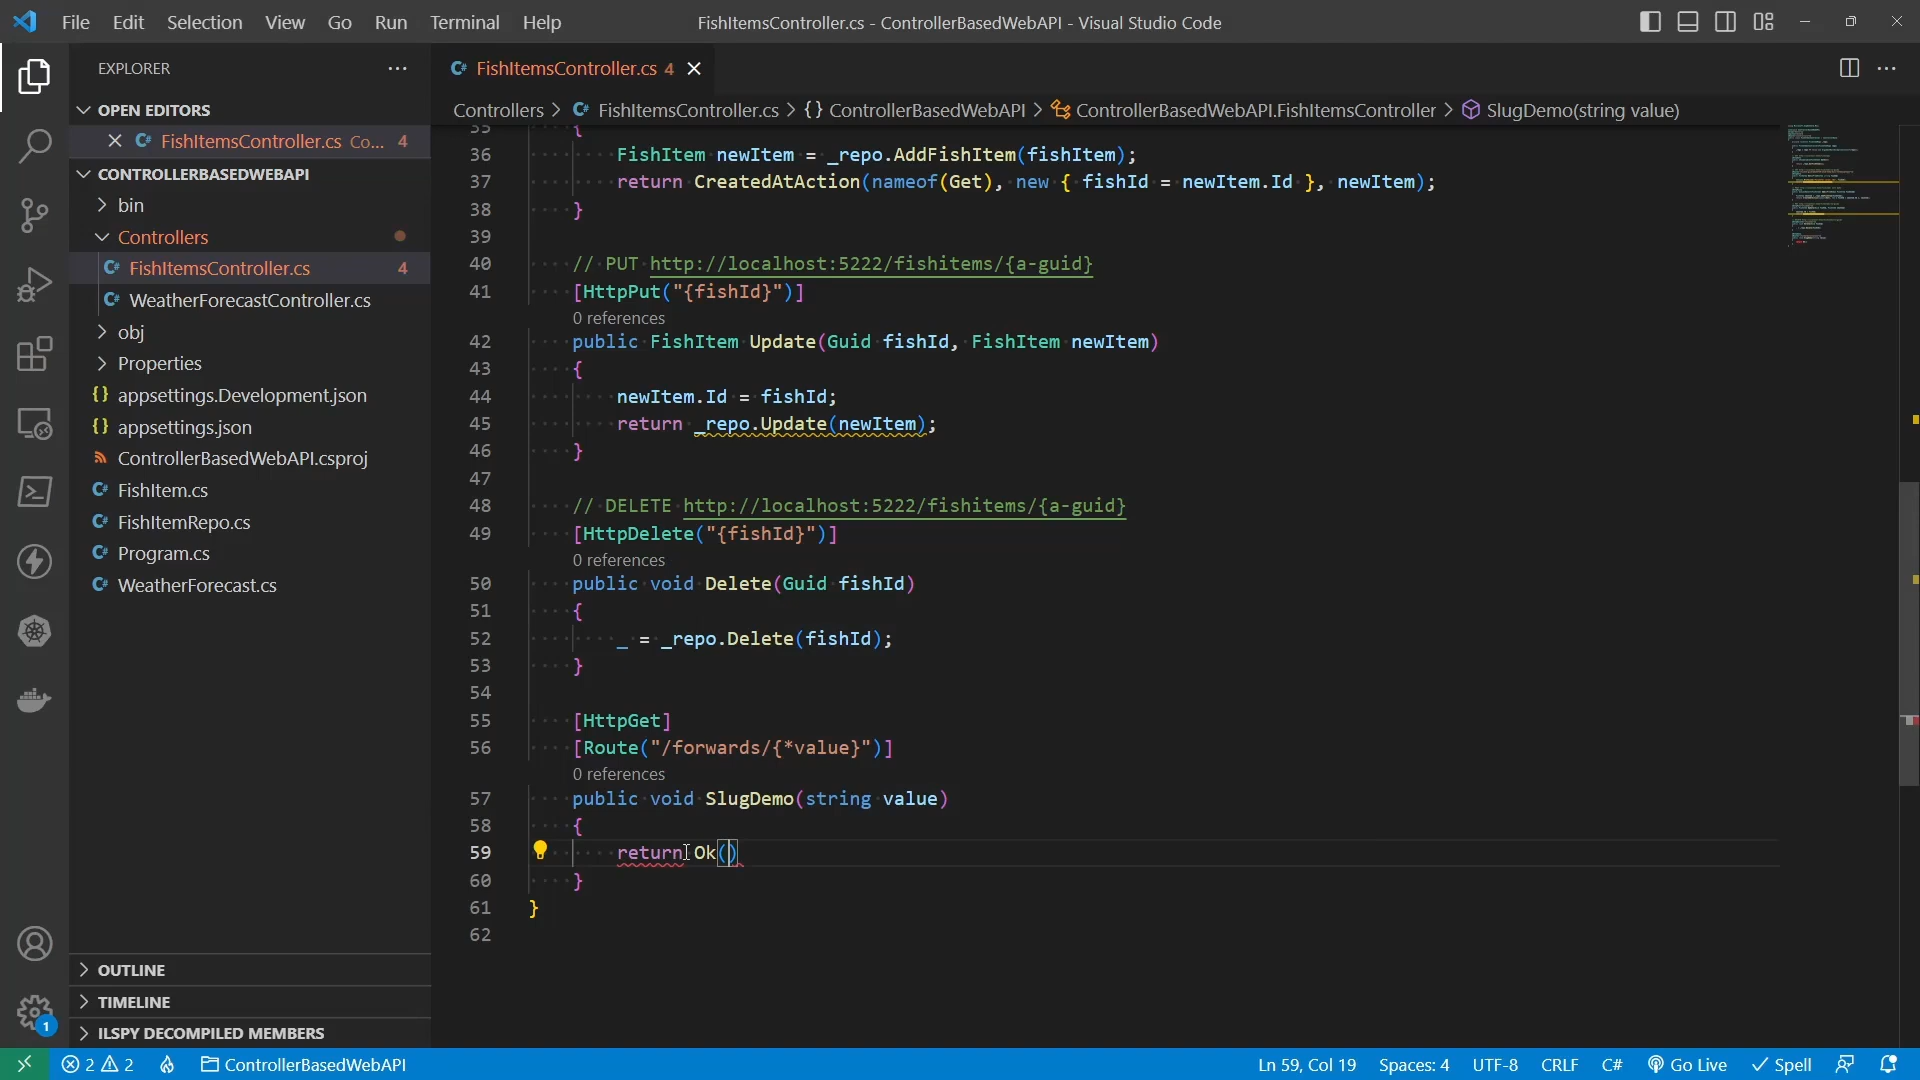 File Edit Selection View Go Run Terminal Help
FishItemsController.cs - ControllerBasedWebAPI - Visual Studio Code
EXPLORER
OPEN EDITORS
FishItemsController.cs Co... 4
CONTROLLERBASEDWEBAPI
bin
Controllers
FishItemsController.cs 4
WeatherForecastController.cs
obj
Properties
appsettings.Development.json
appsettings.json
ControllerBasedWebAPI.csproj
FishItem.cs
FishItemRepo.cs
Program.cs
WeatherForecast.cs
OUTLINE
TIMELINE
ILSPY DECOMPILED MEMBERS
1
FishItemsController.cs 4
Controllers > FishItemsController.cs > {} ControllerBasedWebAPI > ControllerBasedWebAPI.FishItemsController > SlugDemo(string value)
35 {
36 FishItem newItem = _repo.AddFishItem(fishItem);
37 return CreatedAtAction(nameof(Get), new { fishId = newItem.Id }, newItem);
38 }
39
40 // PUT http://localhost:5222/fishitems/{a-guid}
41 [HttpPut("{fishId}")]
0 references
42 public FishItem Update(Guid fishId, FishItem newItem)
43 {
44 newItem.Id = fishId;
45 return _repo.Update(newItem);
46 }
47
48 // DELETE http://localhost:5222/fishitems/{a-guid}
49 [HttpDelete("{fishId}")]
0 references
50 public void Delete(Guid fishId)
51 {
52 _ = _repo.Delete(fishId);
53 }
54
55 [HttpGet]
56 [Route("/forwards/{*value}")]
0 references
57 public void SlugDemo(string value)
58 {
59 return Ok()
60 }
61 }
62
2 2 ControllerBasedWebAPI
Ln 59, Col 19 Spaces: 4 UTF-8 CRLF C# Go Live Spell